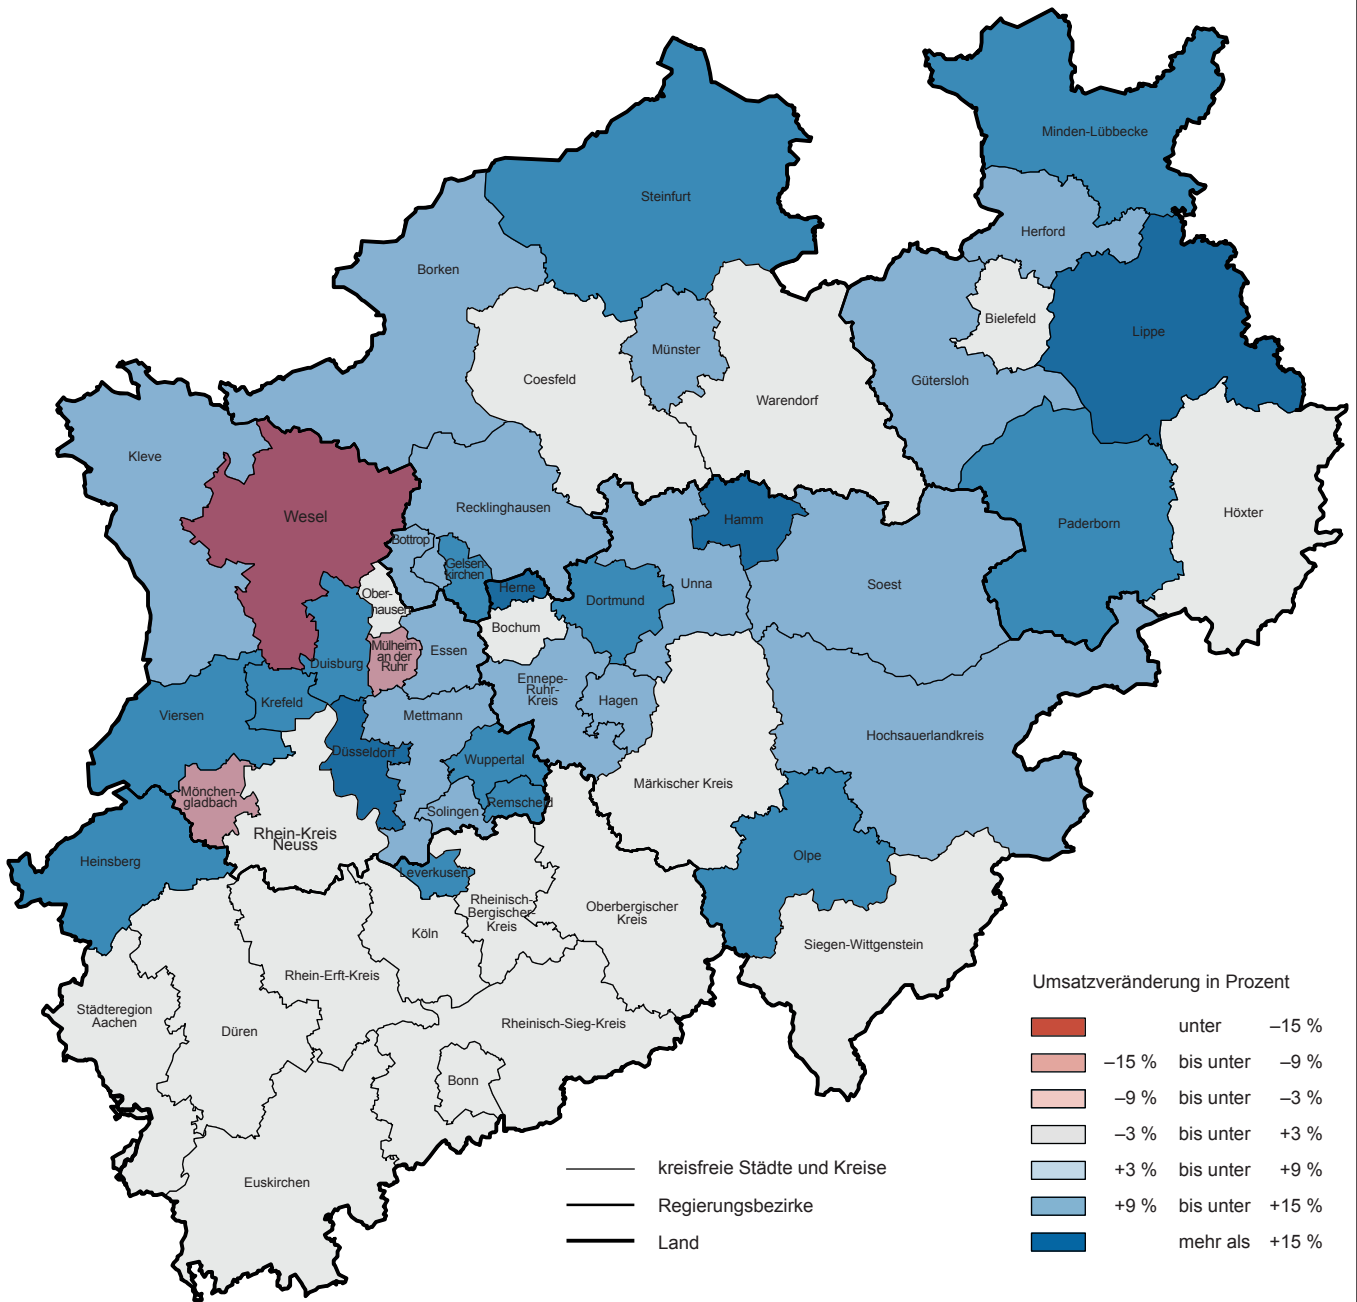 Minden-Lübbecke
Steinfurt
Herford
Borken
Bielefeld
Lippe
Münster
Coesfeld
Gütersloh
Warendorf
Kleve
Wesel
Recklinghausen
Höxter
Hamm
Paderborn
Bottrop
Gelsen-
kirchen
Herne
Unna
Soest
Ober-
hausen
Dortmund
Bochum
Mülheim
an der
Ruhr
Essen
Duisburg
Ennepe-
Ruhr-
Kreis
Hagen
Krefeld
Viersen
Mettmann
Hochsauerlandkreis
Düsseldorf
Wuppertal
Märkischer Kreis
Mönchen-
gladbach
Remscheid
Solingen
Rhein-Kreis
Neuss
Heinsberg
Olpe
Leverkusen
Rheinisch-
Bergischer-
Kreis
Oberbergischer
Kreis
Köln
Siegen-Wittgenstein
Rhein-Erft-Kreis
Städteregion
Aachen
Düren
Rheinisch-Sieg-Kreis
Bonn
Euskirchen
kreisfreie Städte und Kreise
Regierungsbezirke
Land
Umsatzveränderung in Prozent
unter –15 %
–15 % bis unter –9 %
–9 % bis unter –3 %
–3 % bis unter +3 %
+3 % bis unter +9 %
+9 % bis unter +15 %
mehr als +15 %